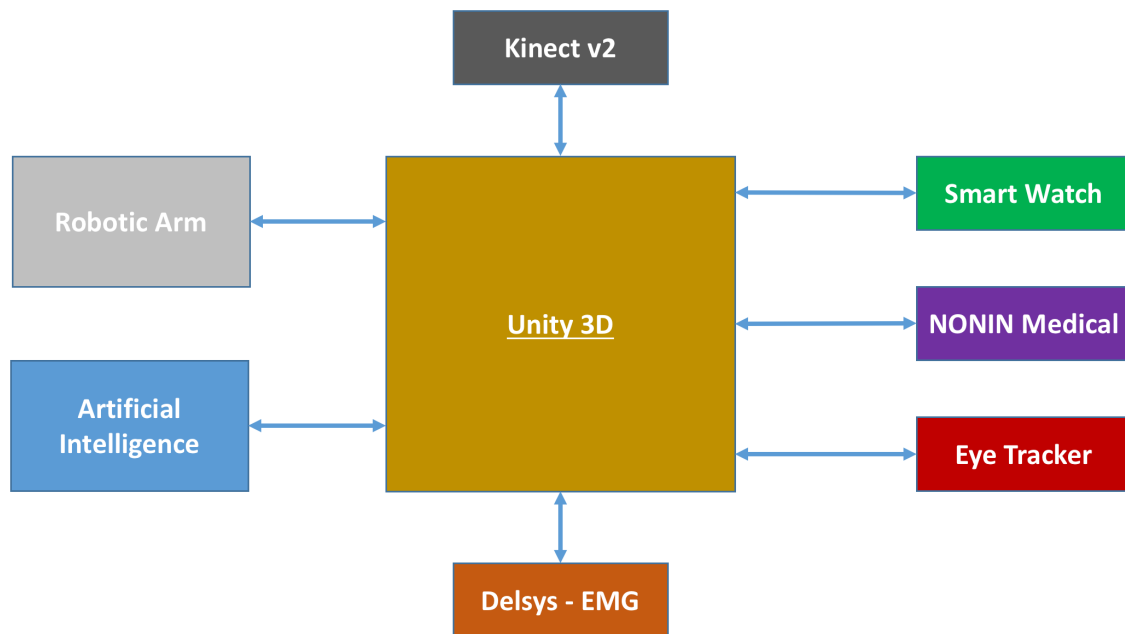 Kinect v2
Robotic Arm
Smart Watch
Unity 3D
NONIN Medical
Artificial
Intelligence
Eye Tracker
Delsys - EMG